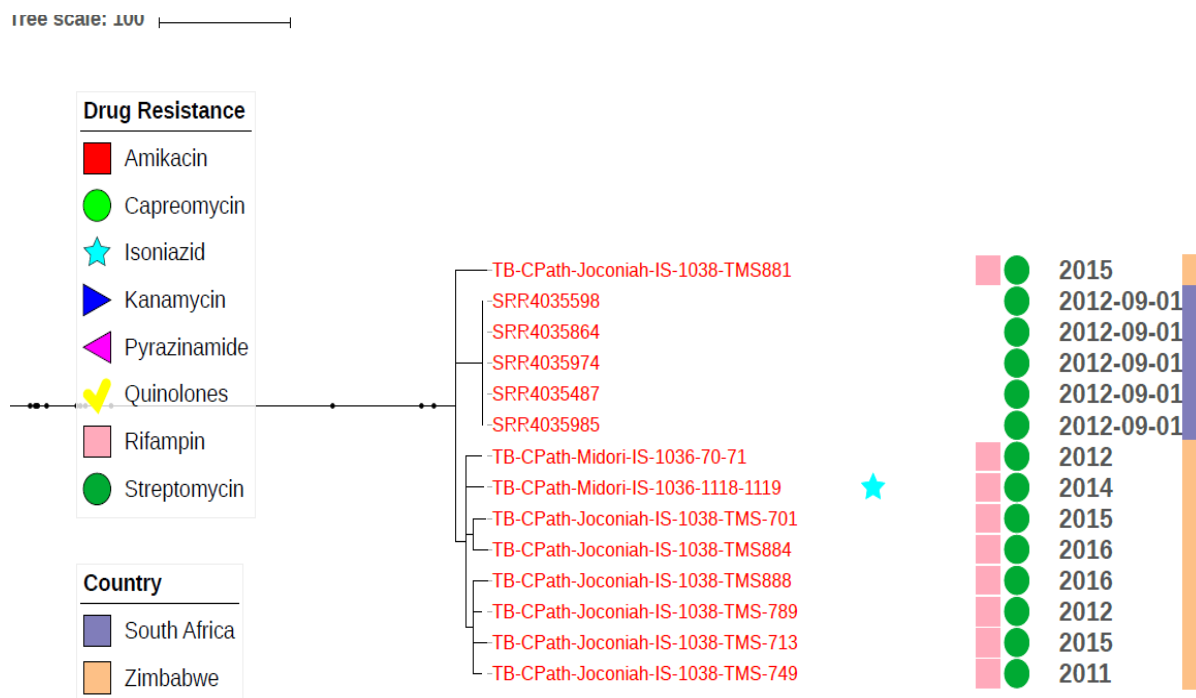 Tree scale: 100
Drug Resistance
Amikacin
Capreomycin
Isoniazid
Kanamycin
Pyrazinamide
Quinolones
Rifampin
Streptomycin
Country
South Africa
Zimbabwe
TB-CPath-Joconiah-IS-1038-TMS881 2015
SRR4035598 2012-09-01
SRR4035864 2012-09-01
SRR4035974 2012-09-01
SRR4035487 2012-09-01
SRR4035985 2012-09-01
TB-CPath-Midori-IS-1036-70-71 2012
TB-CPath-Midori-IS-1036-1118-1119 2014
TB-CPath-Joconiah-IS-1038-TMS-701 2015
TB-CPath-Joconiah-IS-1038-TMS884 2016
TB-CPath-Joconiah-IS-1038-TMS888 2016
TB-CPath-Joconiah-IS-1038-TMS-789 2012
TB-CPath-Joconiah-IS-1038-TMS-713 2015
TB-CPath-Joconiah-IS-1038-TMS-749 2011